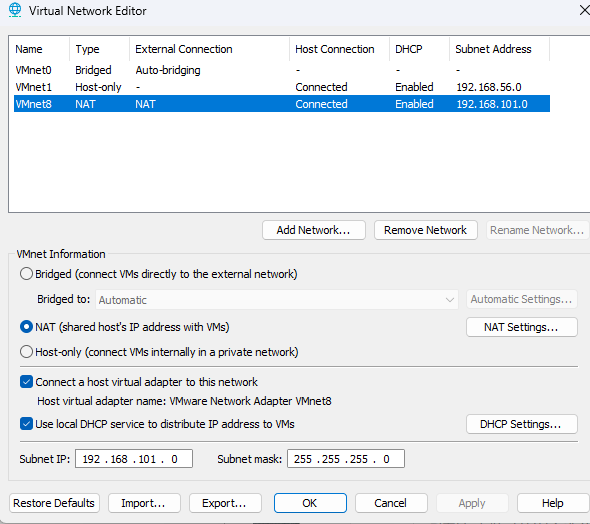 Virtual Network Editor
Name Type External Connection Host Connection DHCP Subnet Address
VMnet0 Bridged Auto-bridging - - -
VMnet1 Host-only - Connected Enabled 192.168.56.0
VMnet8 NAT NAT Connected Enabled 192.168.101.0
Add Network... Remove Network Rename Network...
VMnet Information
Bridged (connect VMs directly to the external network)
Bridged to: Automatic Automatic Settings...
NAT (shared host's IP address with VMs) NAT Settings...
Host-only (connect VMs internally in a private network)
Connect a host virtual adapter to this network
Host virtual adapter name: VMware Network Adapter VMnet8
Use local DHCP service to distribute IP address to VMs DHCP Settings...
Subnet IP: 192 . 168 . 101 . 0 Subnet mask: 255 . 255 . 255 . 0
Restore Defaults Import... Export... OK Cancel Apply Help